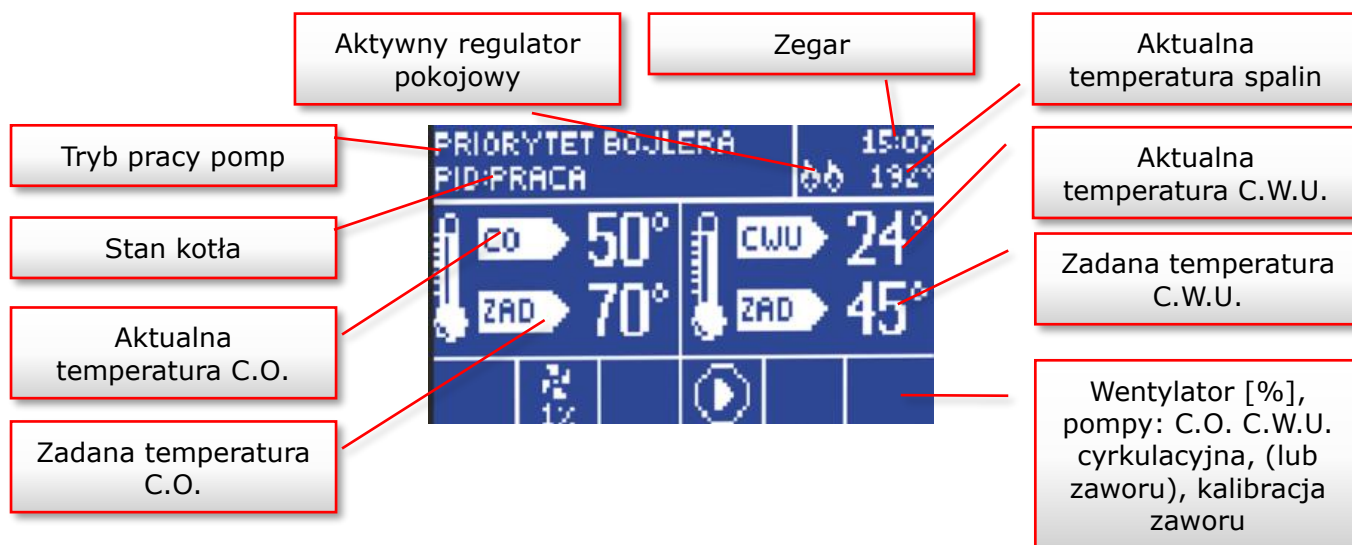 Aktywny regulator
pokojowy
Zegar
Aktualna
temperatura spalin
Tryb pracy pomp
Stan kotła
Aktualna
temperatura C.O.
Zadana temperatura
C.O.
PRIORYTET BOJLERA
15:07
PID:PRACA
192°
CO
50°
CWU
24°
ZAD
70°
ZAD
45°
1%
Aktualna
temperatura C.W.U.
Zadana temperatura
C.W.U.
Wentylator [%],
pompy: C.O. C.W.U.
cyrkulacyjna, (lub
zaworu), kalibracja
zaworu